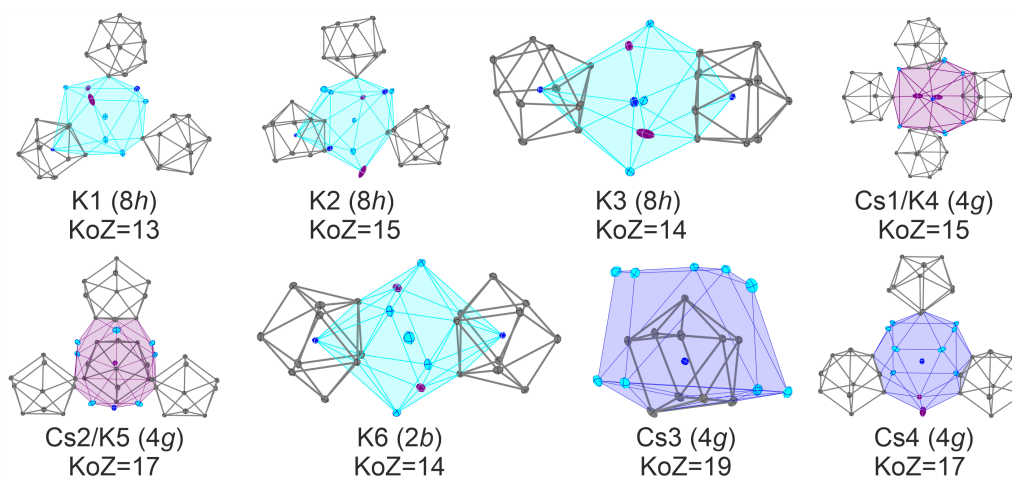 K1 (8h)
KoZ=13
K2 (8h)
KoZ=15
K3 (8h)
KoZ=14
Cs1/K4 (4g)
KoZ=15
Cs2/K5 (4g)
KoZ=17
K6 (2b)
KoZ=14
Cs3 (4g)
KoZ=19
Cs4 (4g)
KoZ=17